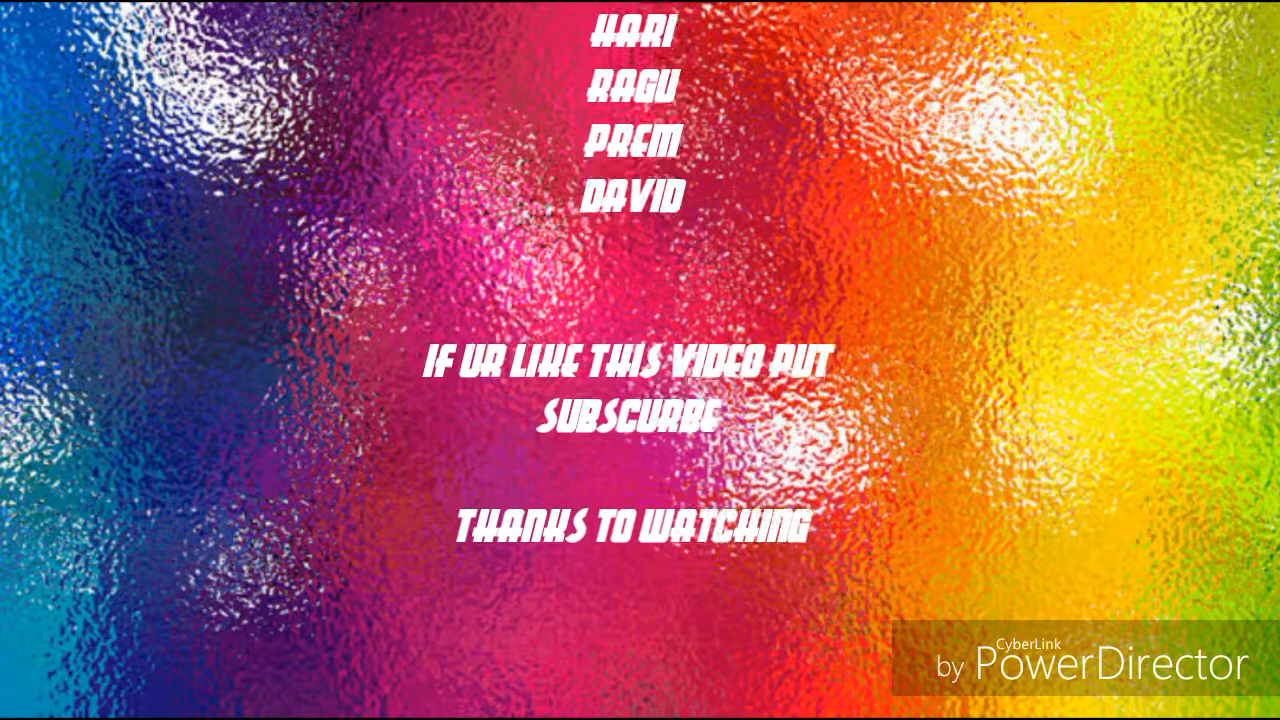 HARI
RAGU
PREM
DAVID
IF UR LIKE THIS VIDEO PUT
SUBSCURBE
THANKS TO WATCHING
CyberLink
by PowerDirector